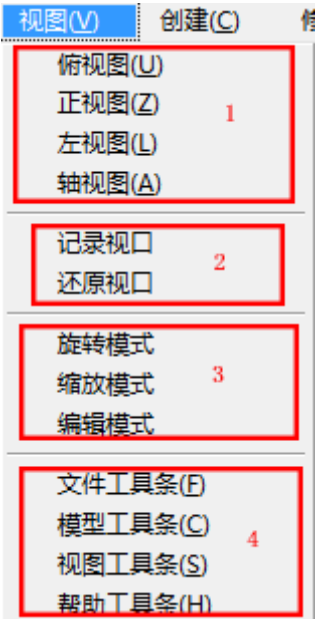 视图(V) 创建(C)
俯视图(U)
正视图(Z)
1
左视图(L)
轴视图(A)
记录视口
2
还原视口
旋转模式
缩放模式
3
编辑模式
文件工具条(F)
模型工具条(C)
4
视图工具条(S)
帮助工具条(H)